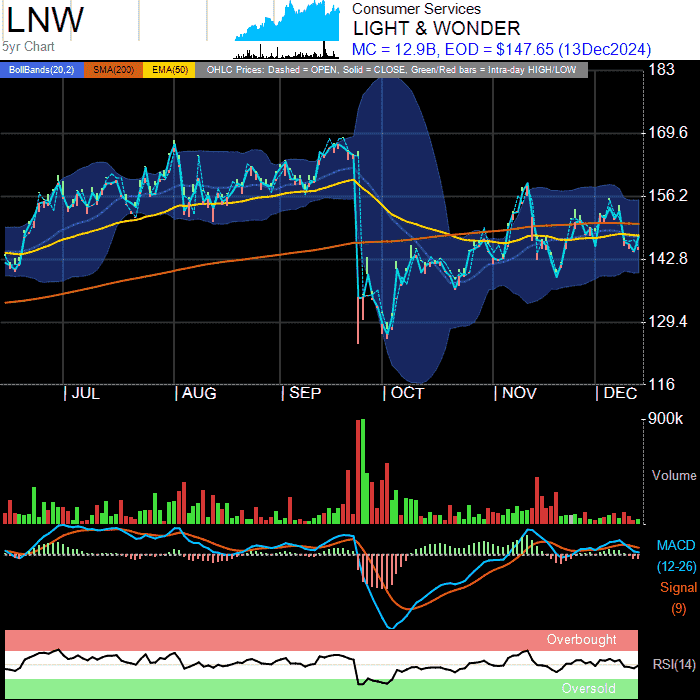 LNW
5yr Chart
Consumer Services
LIGHT & WONDER
MC = 12.9B, EOD = $147.65 (13Dec2024)
BollBands(20,2) SMA(200) EMA(50) OHLC Prices: Dashed = OPEN, Solid = CLOSE, Green/Red bars = Intra-day HIGH/LOW
183
169.6
156.2
142.8
129.4
116
JUL AUG SEP OCT NOV DEC
900k
Volume
MACD
(12-26)
Signal
(9)
Overbought
RSI(14)
Oversold